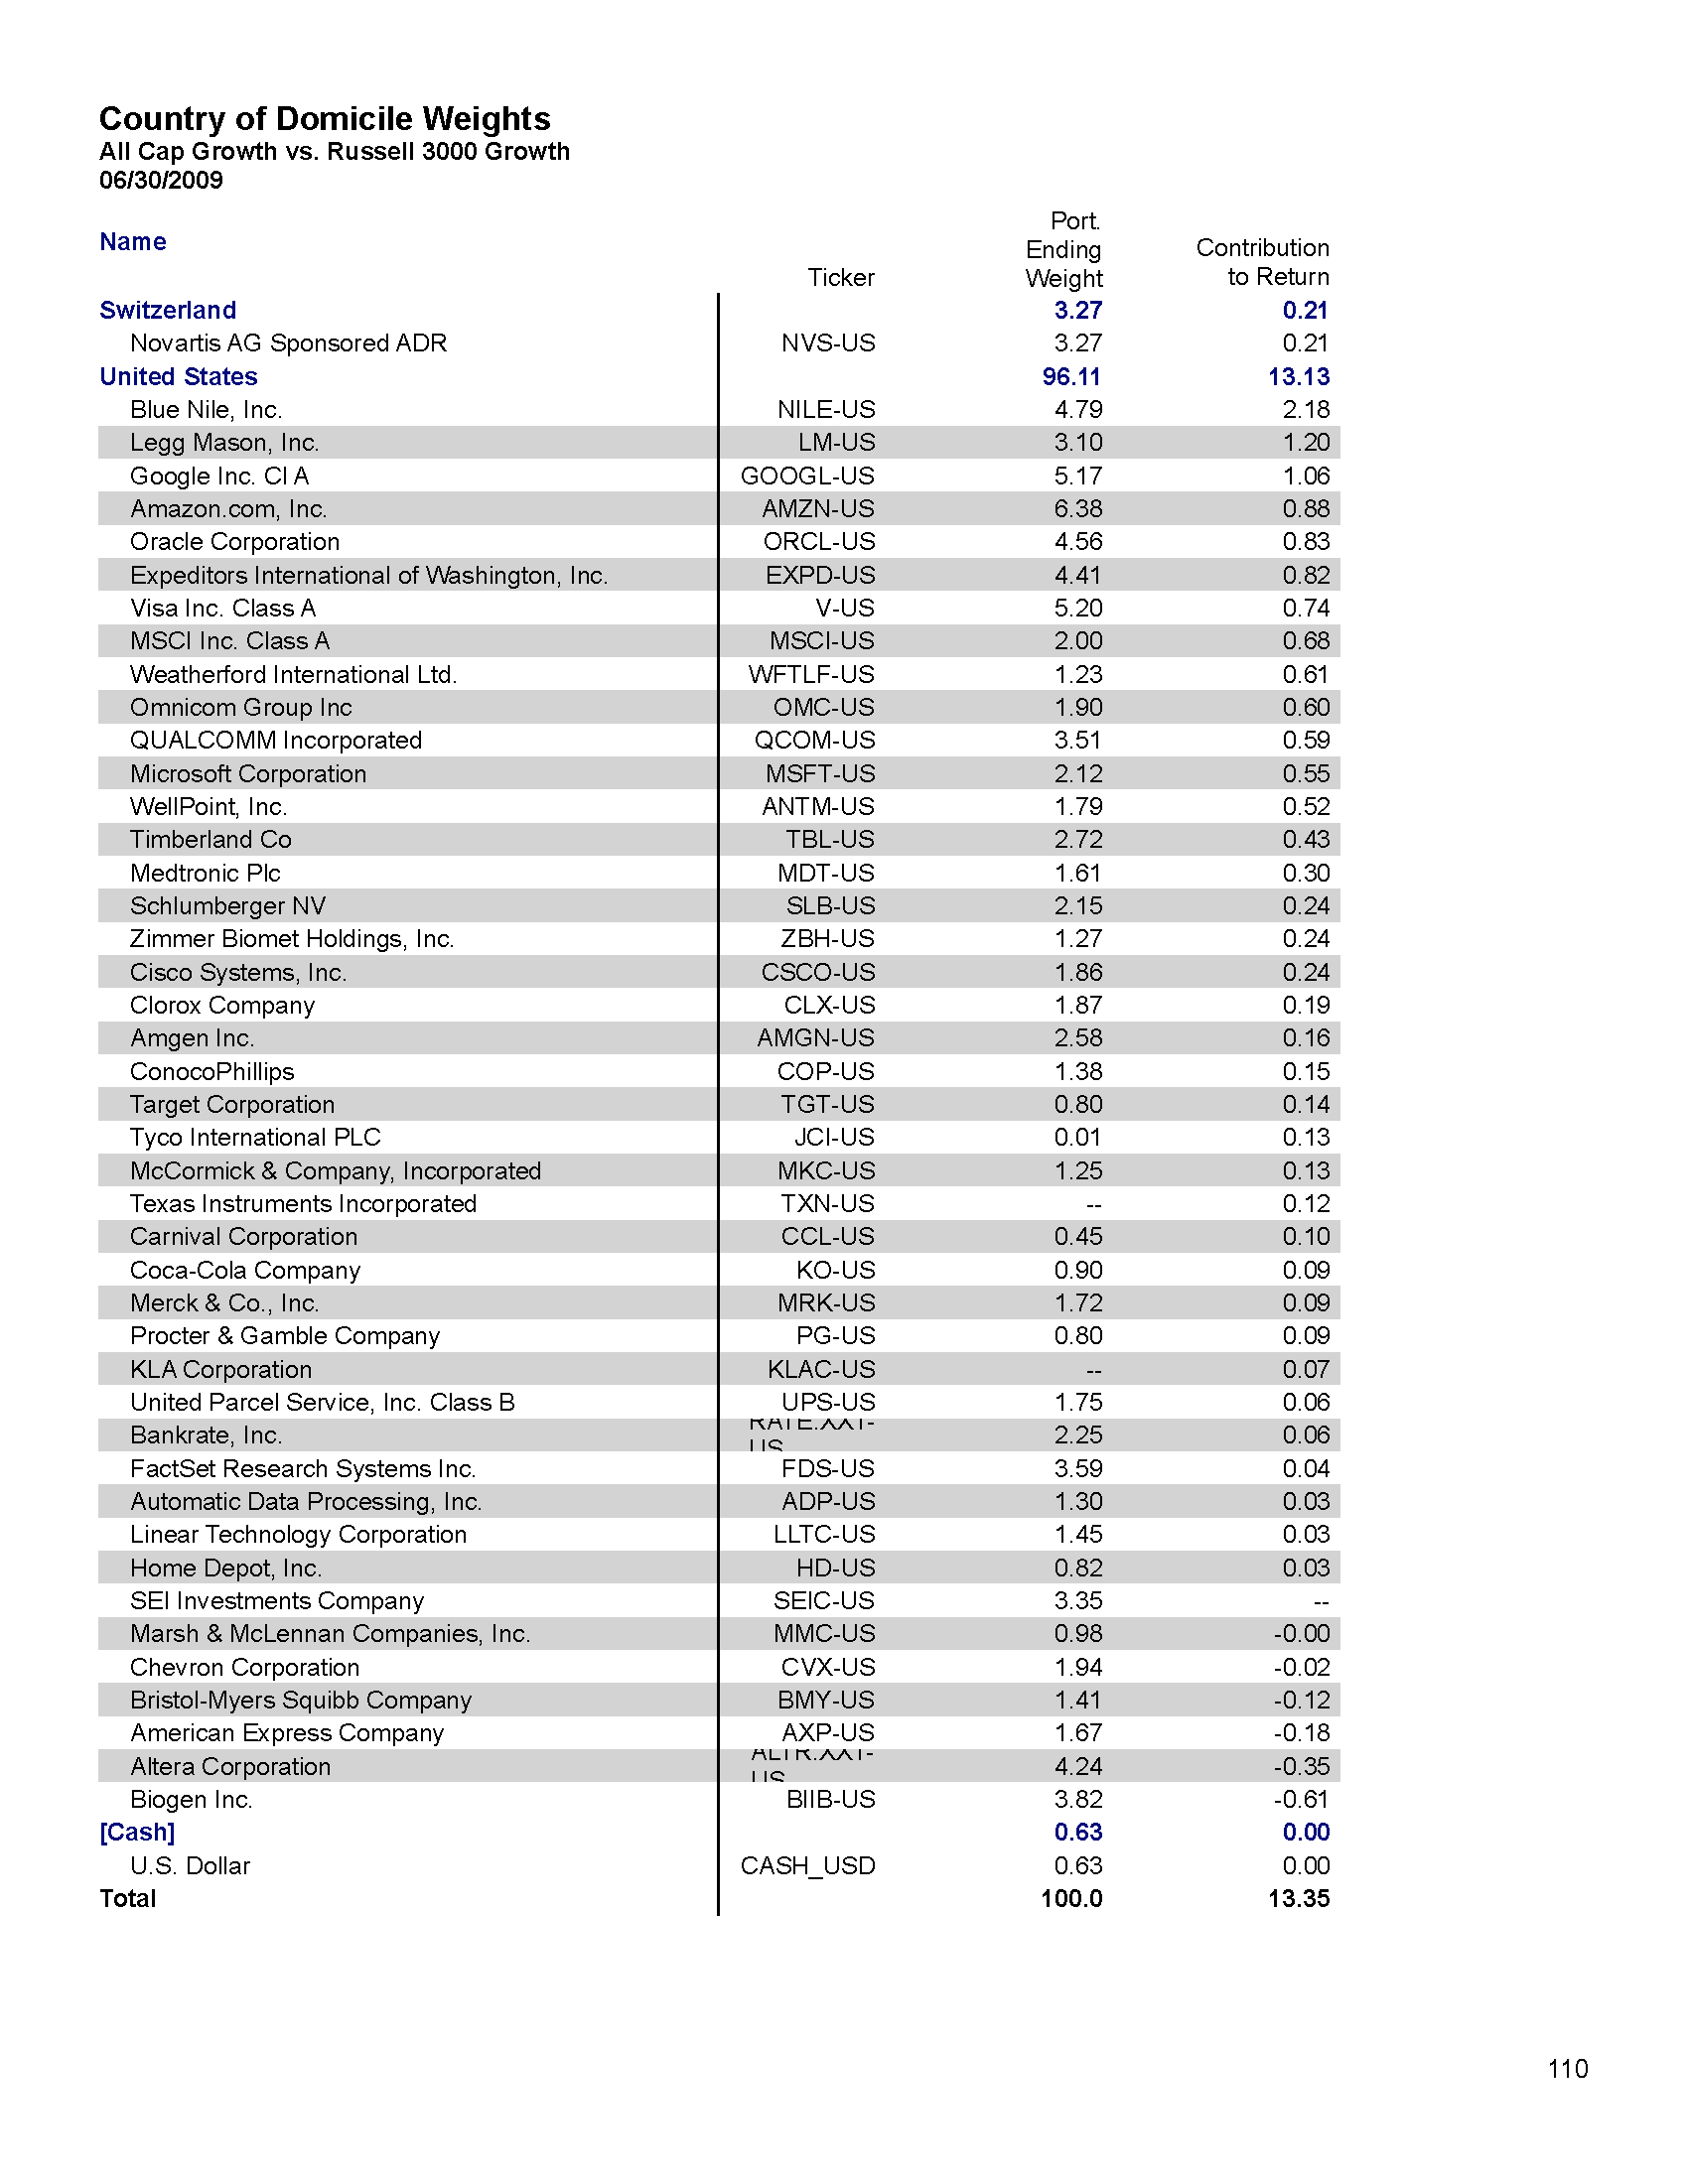 Country of Domicile Weights
All Cap Growth vs. Russell 3000 Growth
06/30/2009
Name Ticker Port. Ending Weight Contribution to Return
Switzerland 3.27 0.21
Novartis AG Sponsored ADR NVS-US 3.27 0.21
United States 96.11 13.13
Blue Nile, Inc. NILE-US 4.79 2.18
Legg Mason, Inc. LM-US 3.10 1.20
Google Inc. Cl A GOOGL-US 5.17 1.06
Amazon.com, Inc. AMZN-US 6.38 0.88
Oracle Corporation ORCL-US 4.56 0.83
Expeditors International of Washington, Inc. EXPD-US 4.41 0.82
Visa Inc. Class A V-US 5.20 0.74
MSCI Inc. Class A MSCI-US 2.00 0.68
Weatherford International Ltd. WFTLF-US 1.23 0.61
Omnicom Group Inc OMC-US 1.90 0.60
QUALCOMM Incorporated QCOM-US 3.51 0.59
Microsoft Corporation MSFT-US 2.12 0.55
WellPoint, Inc. ANTM-US 1.79 0.52
Timberland Co TBL-US 2.72 0.43
Medtronic Plc MDT-US 1.61 0.30
Schlumberger NV SLB-US 2.15 0.24
Zimmer Biomet Holdings, Inc. ZBH-US 1.27 0.24
Cisco Systems, Inc. CSCO-US 1.86 0.24
Clorox Company CLX-US 1.87 0.19
Amgen Inc. AMGN-US 2.58 0.16
ConocoPhillips COP-US 1.38 0.15
Target Corporation TGT-US 0.80 0.14
Tyco International PLC JCI-US 0.01 0.13
McCormick & Company, Incorporated MKC-US 1.25 0.13
Texas Instruments Incorporated TXN-US -- 0.12
Carnival Corporation CCL-US 0.45 0.10
Coca-Cola Company KO-US 0.90 0.09
Merck & Co., Inc. MRK-US 1.72 0.09
Procter & Gamble Company PG-US 0.80 0.09
KLA Corporation KLAC-US -- 0.07
United Parcel Service, Inc. Class B UPS-US 1.75 0.06
Bankrate, Inc. 2.25 0.06
FactSet Research Systems Inc. FDS-US 3.59 0.04
Automatic Data Processing, Inc. ADP-US 1.30 0.03
Linear Technology Corporation LLTC-US 1.45 0.03
Home Depot, Inc. HD-US 0.82 0.03
SEI Investments Company SEIC-US 3.35 --
Marsh & McLennan Companies, Inc. MMC-US 0.98 -0.00
Chevron Corporation CVX-US 1.94 -0.02
Bristol-Myers Squibb Company BMY-US 1.41 -0.12
American Express Company AXP-US 1.67 -0.18
Altera Corporation 4.24 -0.35
Biogen Inc. BIIB-US 3.82 -0.61
[Cash] 0.63 0.00
U.S. Dollar CASH_USD 0.63 0.00
Total 100.0 13.35
110